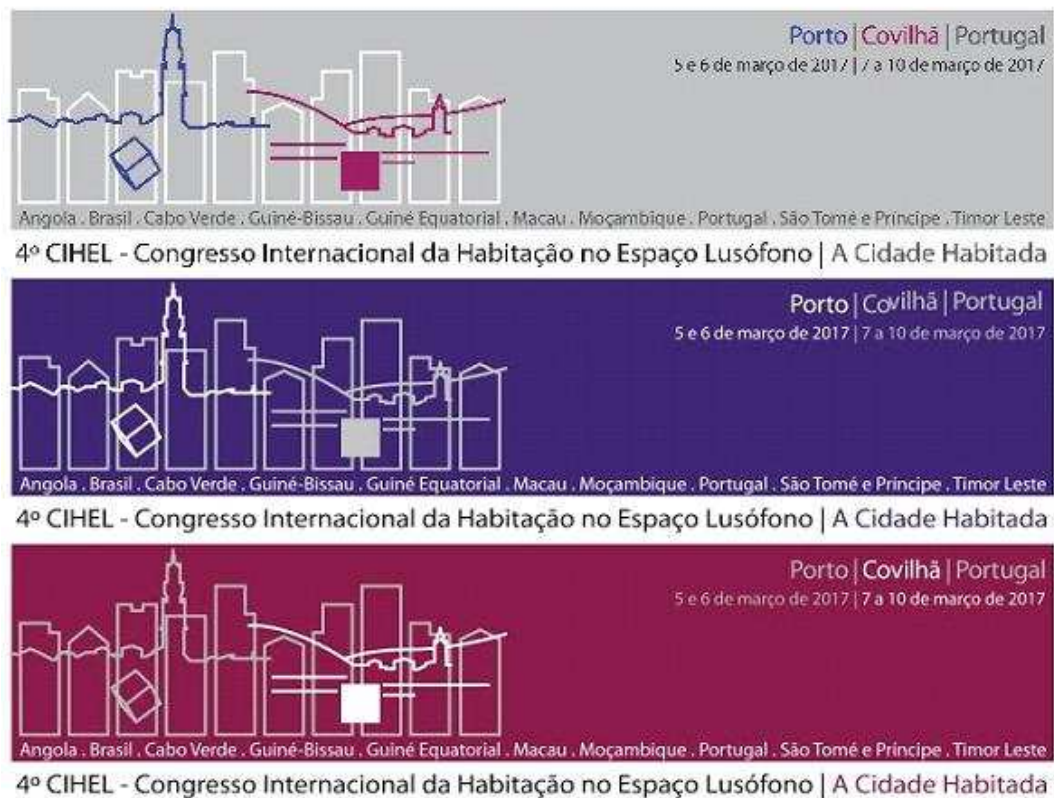 Porto | Covilhã | Portugal
5 e 6 de março de 2017 | 7 a 10 de março de 2017
Angola . Brasil . Cabo Verde . Guiné-Bissau . Guiné Equatorial . Macau . Moçambique . Portugal . São Tomé e Príncipe . Timor Leste
4º CIHEL - Congresso Internacional da Habitação no Espaço Lusófono | A Cidade Habitada
Porto | Covilhã | Portugal
5 e 6 de março de 2017 | 7 a 10 de março de 2017
Angola . Brasil . Cabo Verde . Guiné-Bissau . Guiné Equatorial . Macau . Moçambique . Portugal . São Tomé e Príncipe . Timor Leste
4º CIHEL - Congresso Internacional da Habitação no Espaço Lusófono | A Cidade Habitada
Porto | Covilhã | Portugal
5 e 6 de março de 2017 | 7 a 10 de março de 2017
Angola . Brasil . Cabo Verde . Guiné-Bissau . Guiné Equatorial . Macau . Moçambique . Portugal . São Tomé e Príncipe . Timor Leste
4º CIHEL - Congresso Internacional da Habitação no Espaço Lusófono | A Cidade Habitada